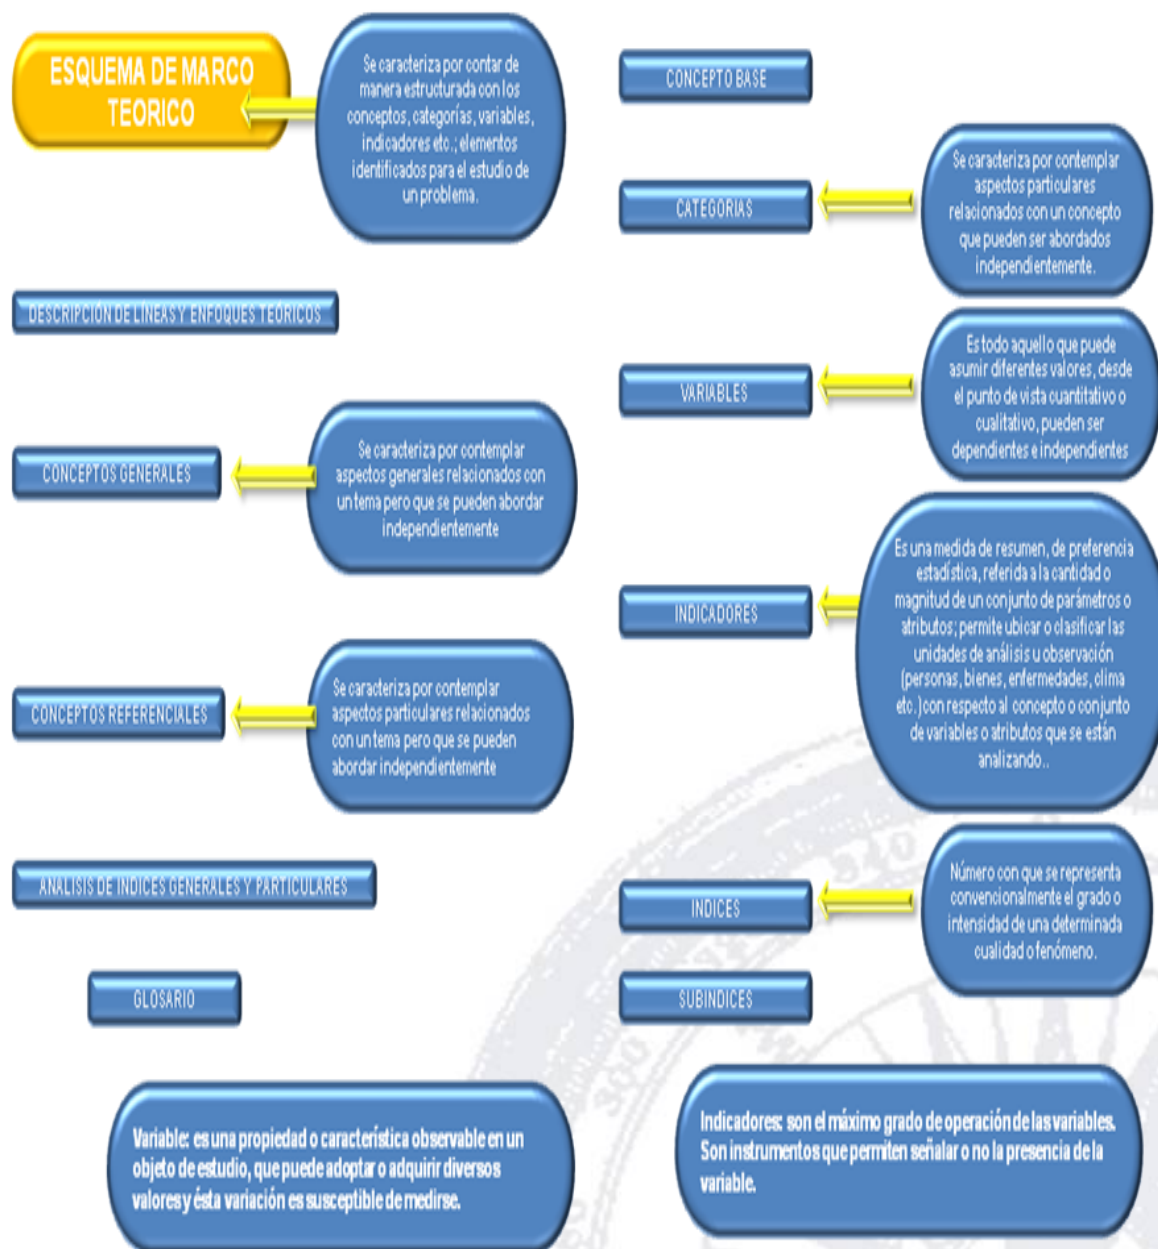 ESQUEMA DE MARCO
TEORICO
Se caracteriza por contar de
manera estructurada con los
conceptos, categorías, variables,
indicadores etc.; elementos
identificados para el estudio de
un problema.
DESCRIPCIÓN DE LÍNEAS Y ENFOQUES TEÓRICOS
CONCEPTOS GENERALES
Se caracteriza por contemplar
aspectos generales relacionados con
un tema pero que se pueden abordar
independientemente
CONCEPTOS REFERENCIALES
Se caracteriza por contemplar
aspectos particulares relacionados
con un tema pero que se pueden
abordar independientemente
ANALISIS DE INDICES GENERALES Y PARTICULARES
GLOSARIO
Variable: es una propiedad o característica observable en un
objeto de estudio, que puede adoptar o adquirir diversos
valores y ésta variación es susceptible de medirse.
CONCEPTO BASE
CATEGORIAS
Se caracteriza por contemplar
aspectos particulares
relacionados con un concepto
que pueden ser abordados
independientemente.
VARIABLES
Es todo aquello que puede
asumir diferentes valores, desde
el punto de vista cuantitativo o
cualitativo, pueden ser
dependientes e independientes
INDICADORES
Es una medida de resumen, de preferencia
estadística, referida a la cantidad o
magnitud de un conjunto de parámetros o
atributos; permite ubicar o clasificar las
unidades de análisis u observación
(personas, bienes, enfermedades, clima
etc.) con respecto al concepto o conjunto
de variables o atributos que se están
analizando..
INDICES
Número con que se representa
convencionalmente el grado o
intensidad de una determinada
cualidad o fenómeno.
SUBINDICES
Indicadores: son el máximo grado de operación de las variables.
Son instrumentos que permiten señalar o no la presencia de la
variable.
300